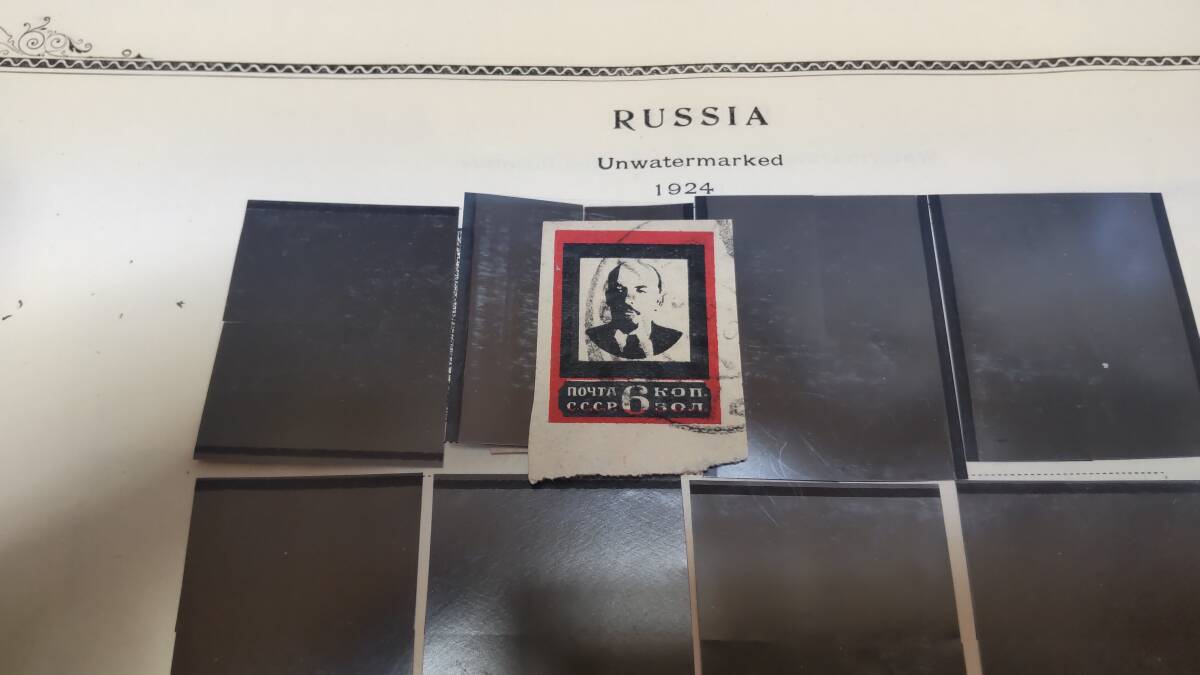 RUSSIA
Unwatermarked
1924
ПОЧТА 6 КОП.
СССР ЗОЛ.